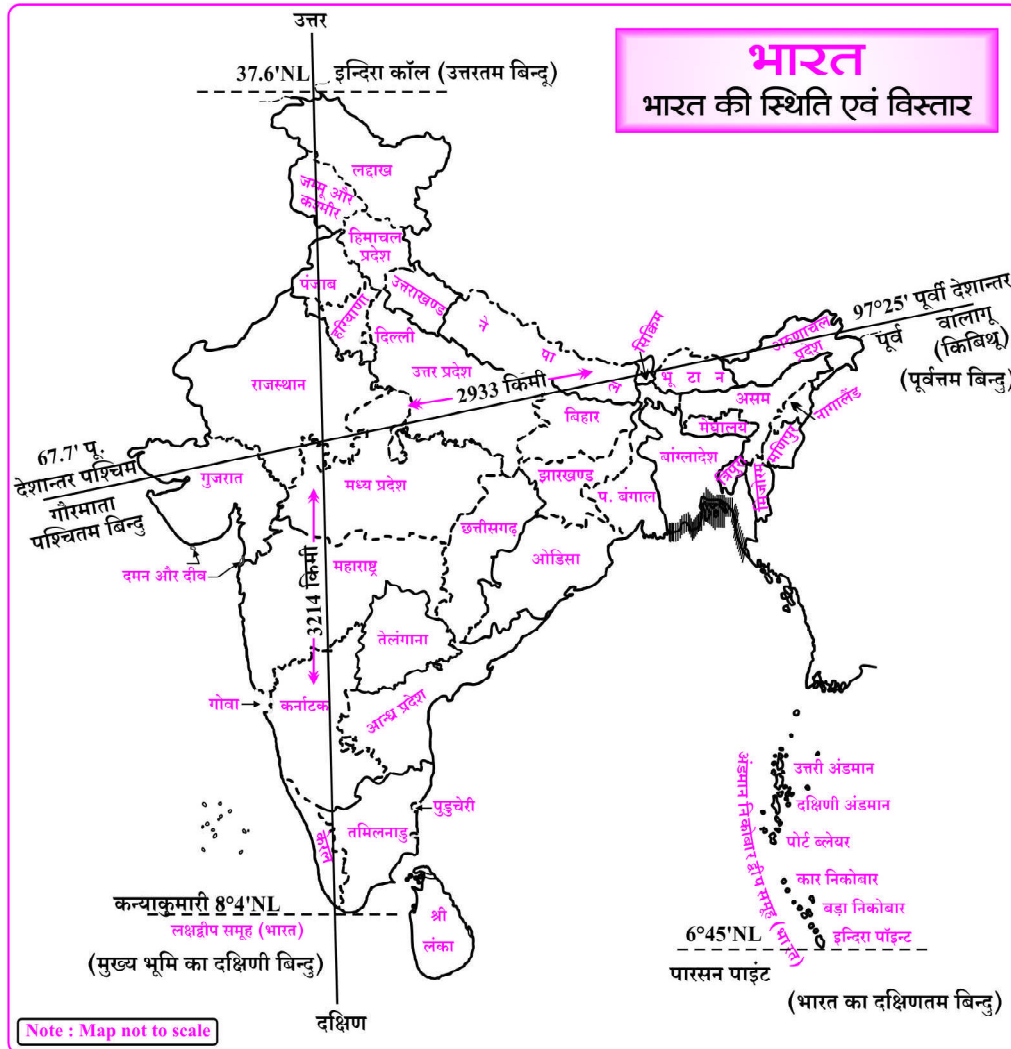 उत्तर
भारत
भारत की स्थिति एवं विस्तार
37.6'NL इन्दिरा कॉल (उत्तरतम बिन्दू)
लद्दाख
जम्मू और
कश्मीर
हिमाचल
प्रदेश
पंजाब
उत्तराखण्ड
हरियाणा
दिल्ली
ने
पा
ल
सिक्किम
भू टा न
अरुणाचल
प्रदेश
97°25' पूर्वी देशान्तर
पूर्व
वालागू
(किबिथू)
(पूर्वत्तम बिन्दु)
राजस्थान
उत्तर प्रदेश
2933 किमी
बिहार
असम
नागालैंड
मेघालय
मणिपुर
बांग्लादेश
त्रिपुरा
मिजोरम
67.7' पू.
देशान्तर पश्चिम
गौरमाता
पश्चितम बिन्दु
गुजरात
मध्य प्रदेश
झारखण्ड
प. बंगाल
छत्तीसगढ़
ओडिसा
दमन और दीव
महाराष्ट्र
3214 किमी
तेलंगाना
गोवा
कर्नाटक
आन्ध्र प्रदेश
पुडुचेरी
तमिलनाडु
केरल
उत्तरी अंडमान
दक्षिणी अंडमान
पोर्ट ब्लेयर
कार निकोबार
बड़ा निकोबार
इन्दिरा पॉइन्ट
अंडमान निकोबार द्वीप समूह (भारत)
कन्याकुमारी 8°4'NL
लक्षद्वीप समूह (भारत)
(मुख्य भूमि का दक्षिणी बिन्दु)
श्री
लंका
6°45'NL
पारसन पाइंट
(भारत का दक्षिणतम बिन्दु)
दक्षिण
Note : Map not to scale